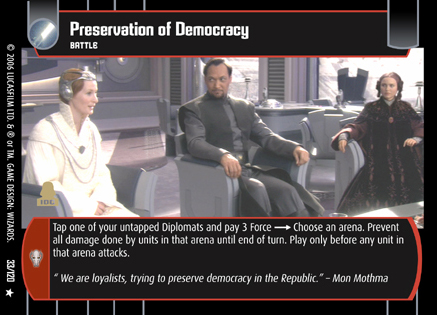 Preservation of Democracy
BATTLE
© 2006 LUCASFILM LTD. & ® or TM. GAME DESIGN: WIZARDS.
33/170
IDL
Tap one of your untapped Diplomats and pay 3 Force → Choose an arena. Prevent
all damage done by units in that arena until end of turn. Play only before any unit in
that arena attacks.
“ We are loyalists, trying to preserve democracy in the Republic.” – Mon Mothma